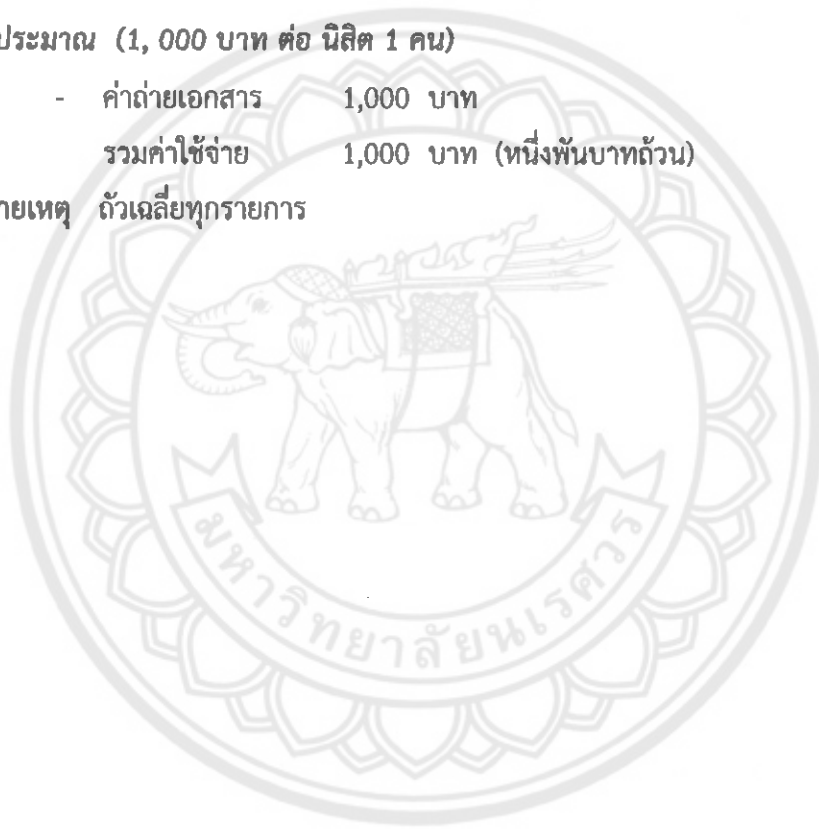 ประมาณ (1, 000 บาท ต่อ นิสิต 1 คน)
- ค่าถ่ายเอกสาร 1,000 บาท
รวมค่าใช้จ่าย 1,000 บาท (หนึ่งพันบาทถ้วน)
ายเหตุ ถัวเฉลี่ยทุกรายการ
มหาวิทยาลัยนเรศวร